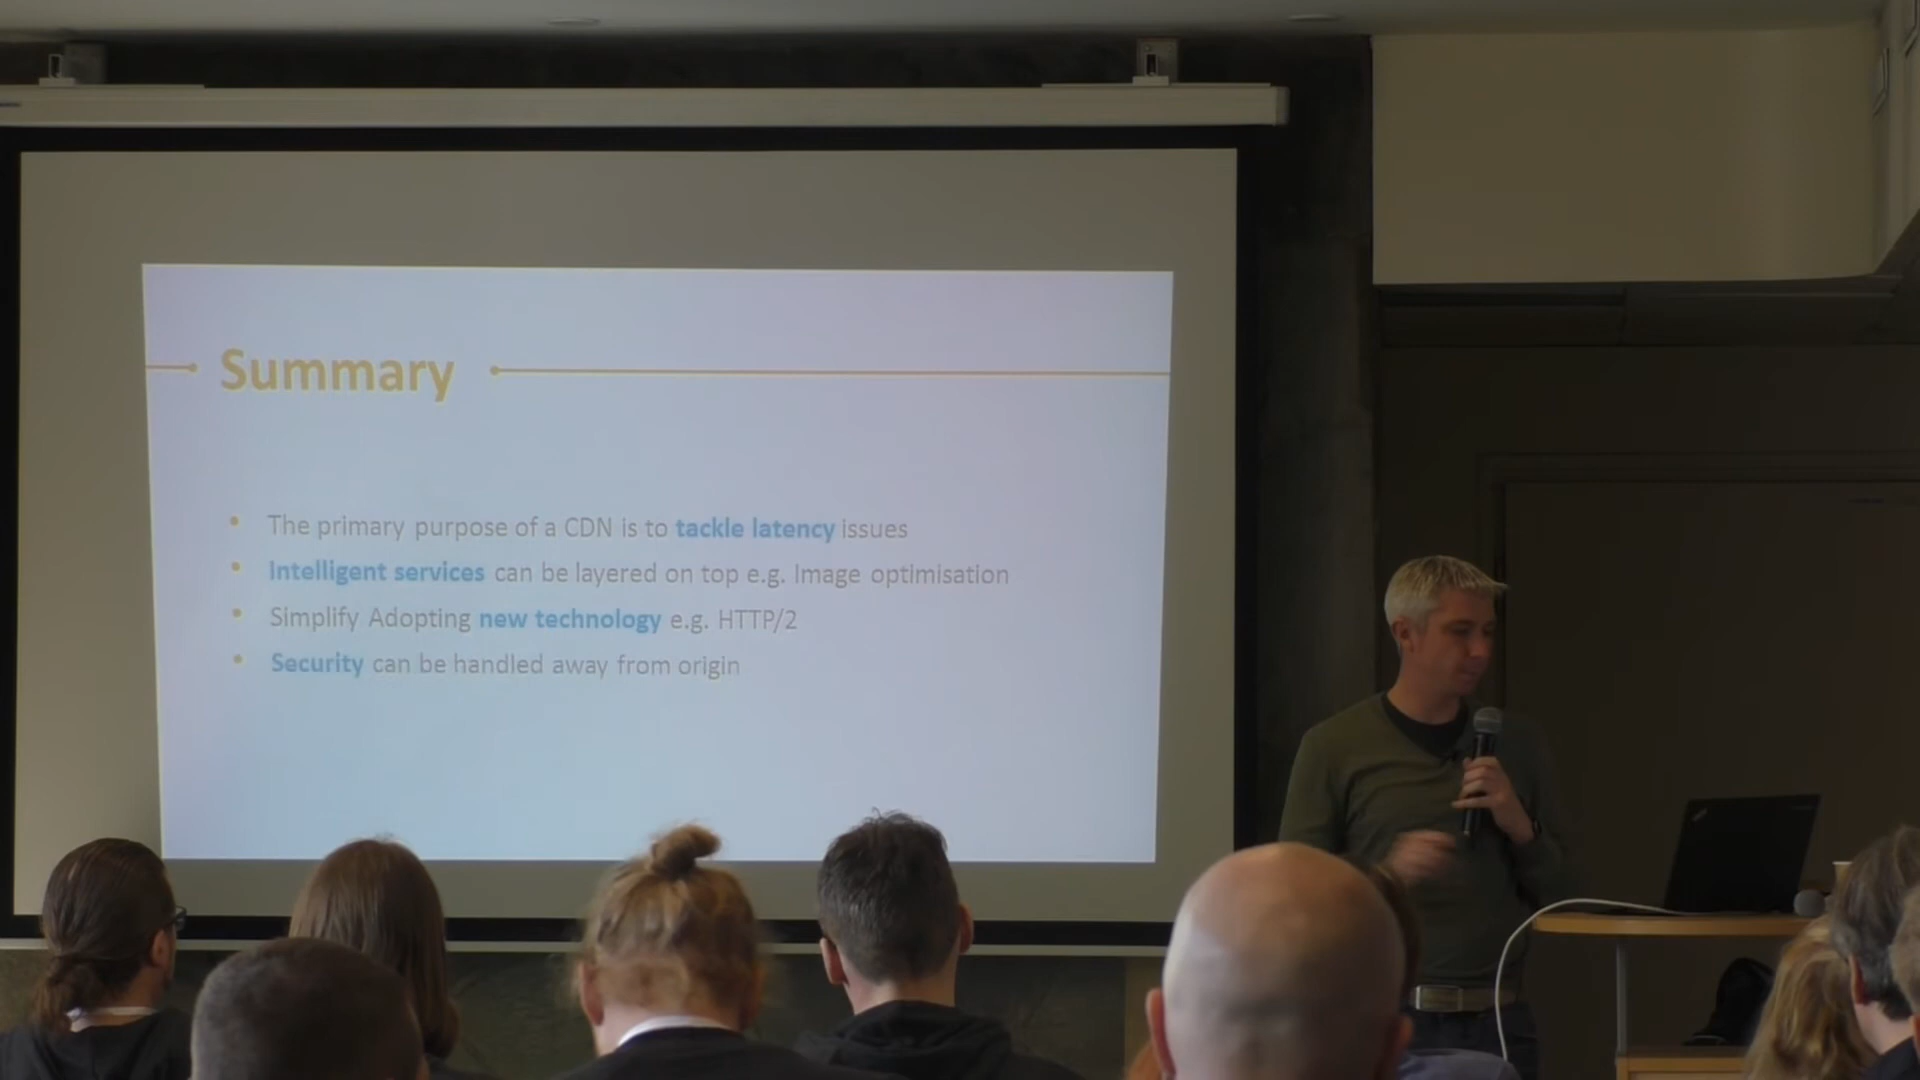 Summary
The primary purpose of a CDN is to tackle latency issues
Intelligent services can be layered on top e.g. Image optimisation
Simplify Adopting new technology e.g. HTTP/2
Security can be handled away from origin